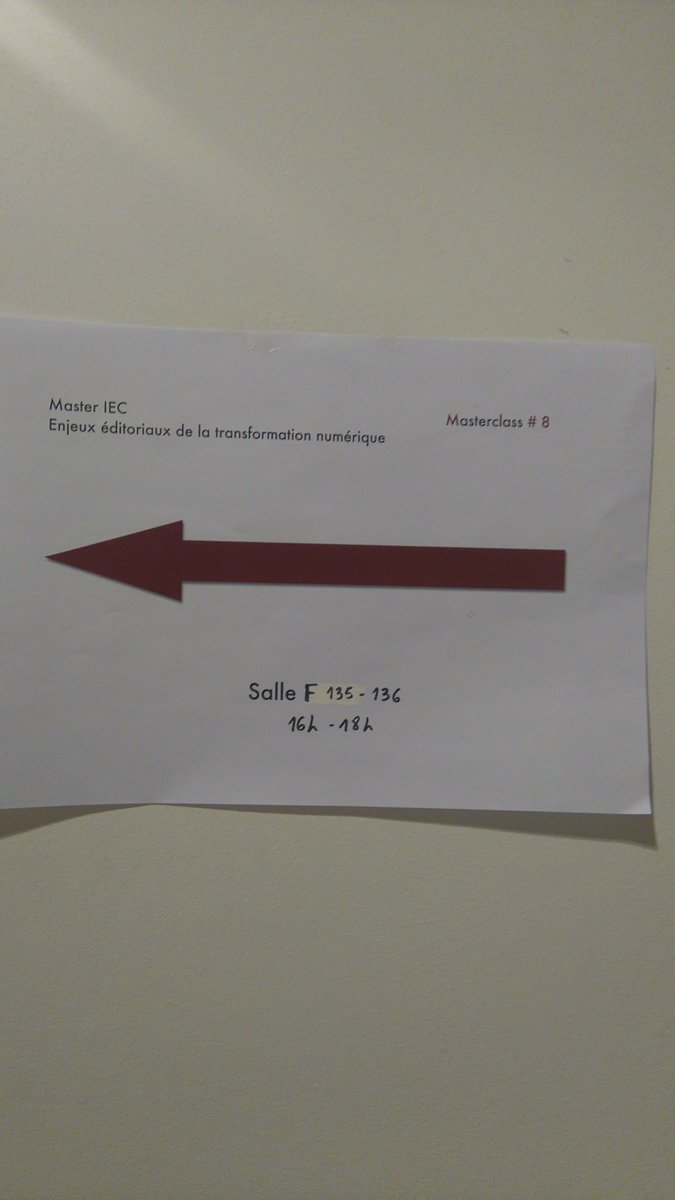 Master IEC
Enjeux éditoriaux de la transformation numérique
Masterclass # 8
Salle F 135 - 136
16h - 18h